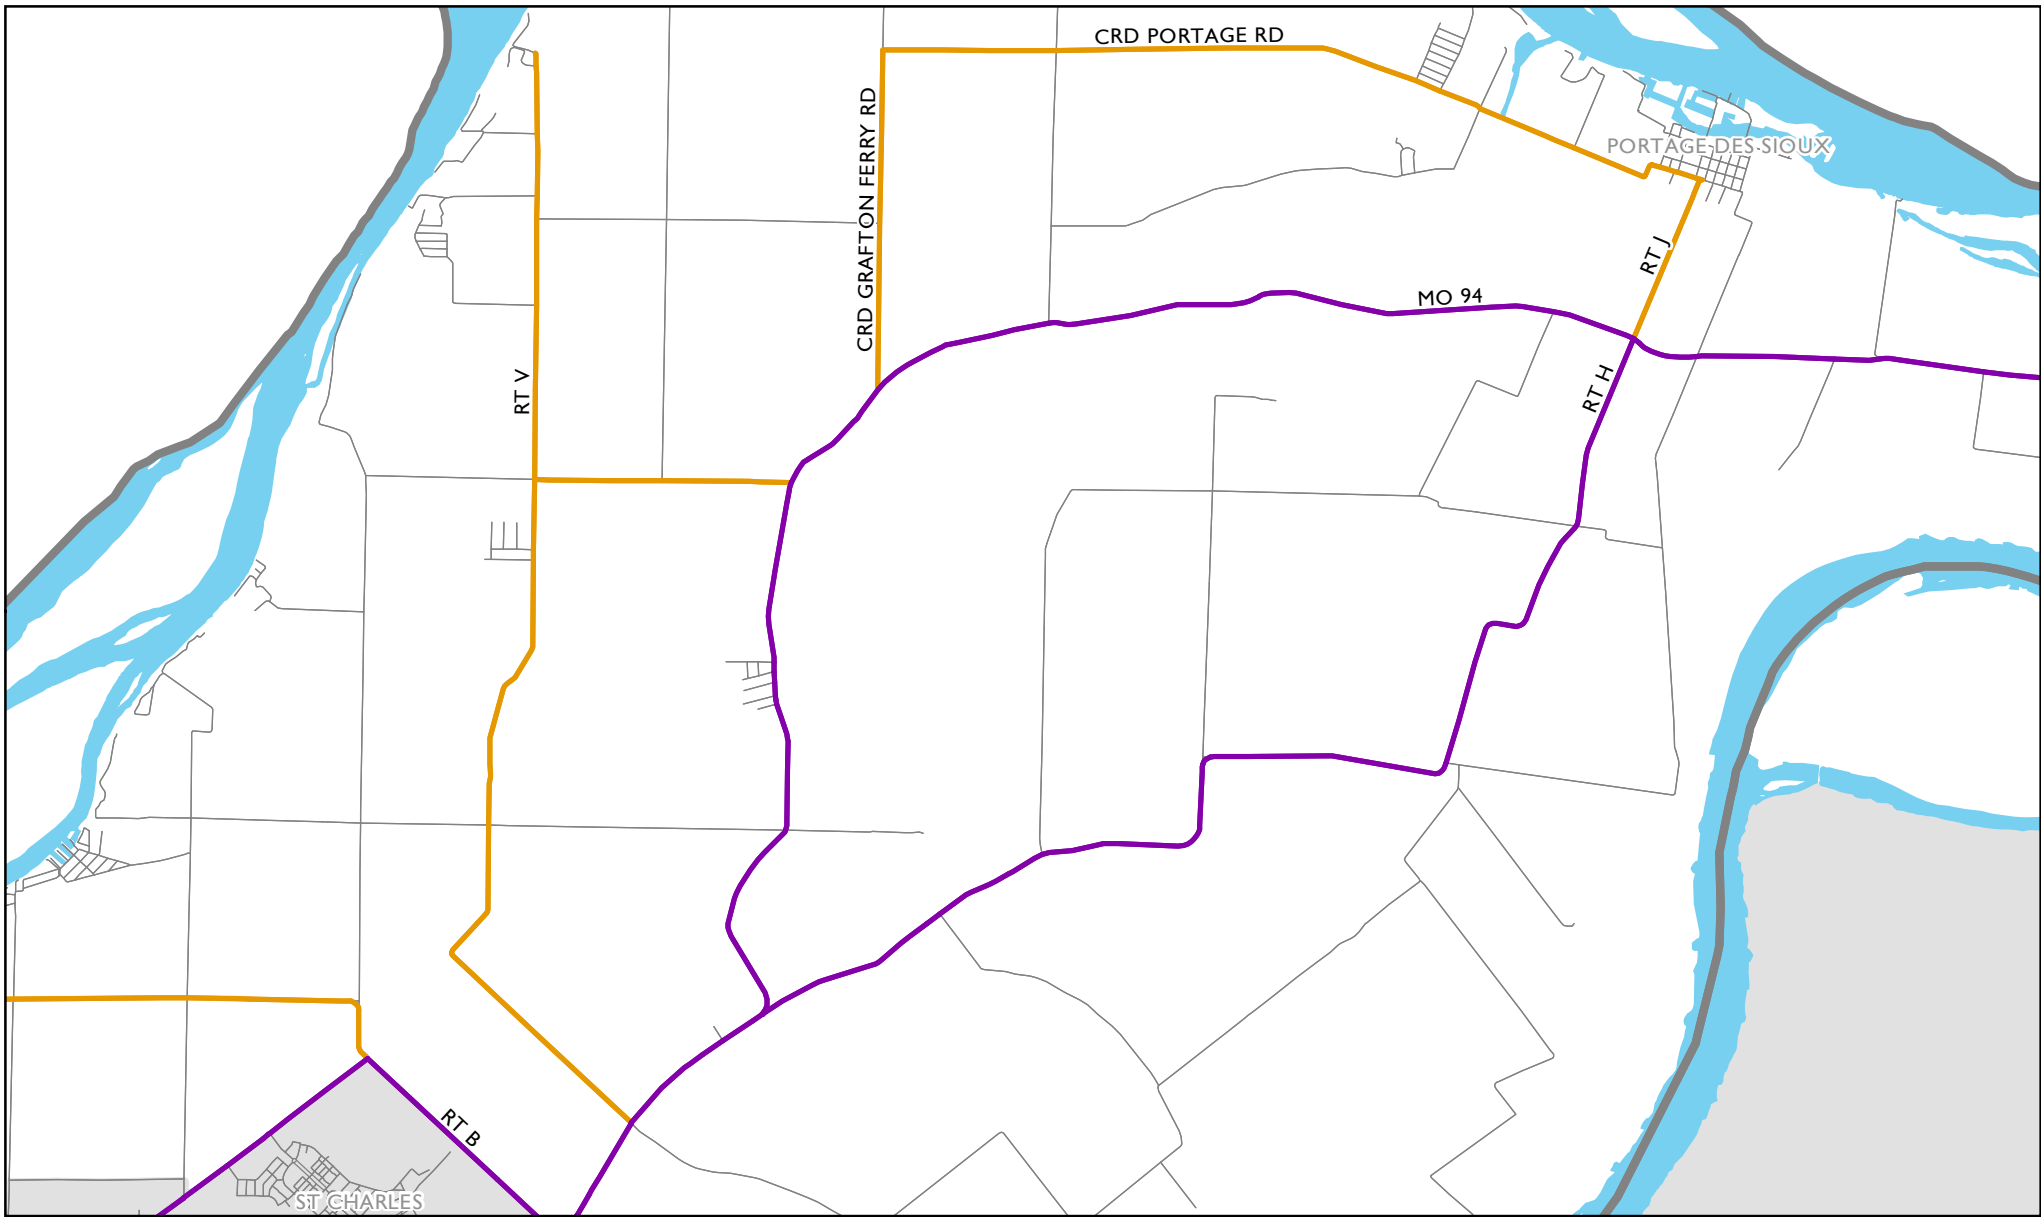 CRD PORTAGE RD
CRD GRAFTON FERRY RD
PORTAGE DES SIOUX
RT J
MO 94
RT V
RT H
RT B
ST CHARLES